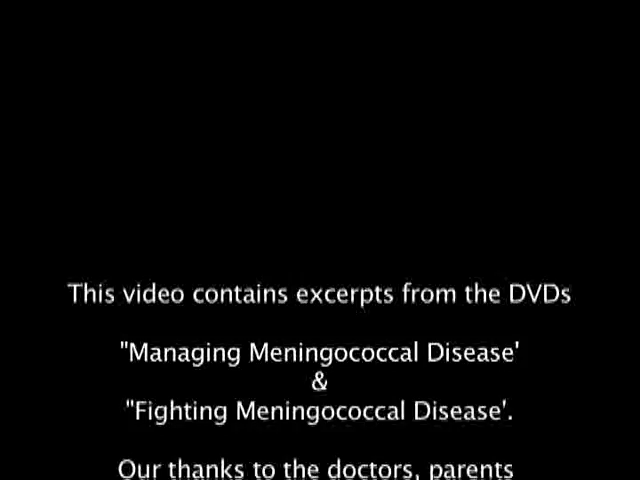 This video contains excerpts from the DVDs
"Managing Meningococcal Disease'
&
"Fighting Meningococcal Disease'.
Our thanks to the doctors, parents